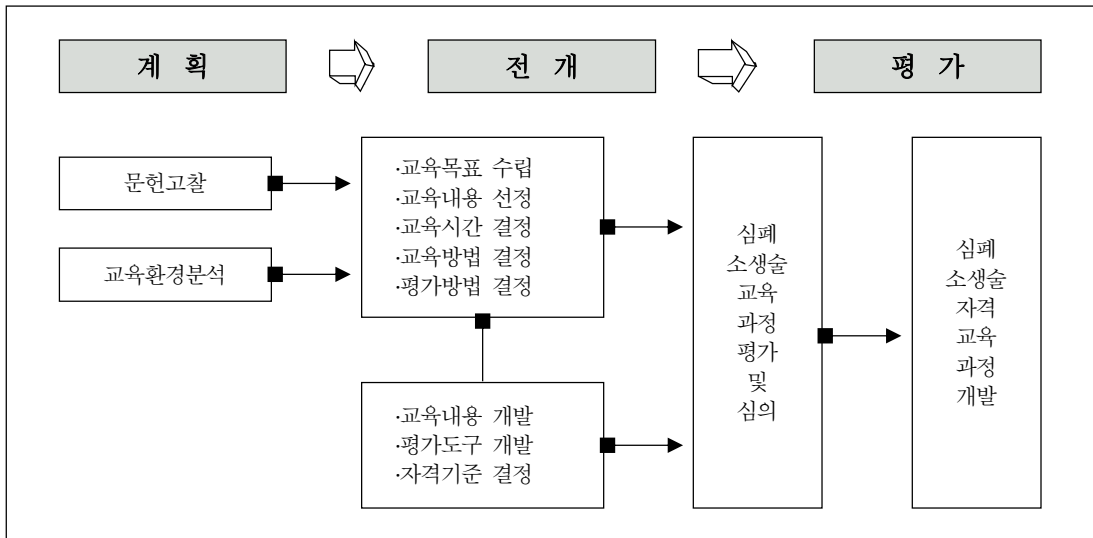 계 획
전 개
평 가
문헌고찰
교육환경분석
·교육목표 수립
·교육내용 선정
·교육시간 결정
·교육방법 결정
·평가방법 결정
·교육내용 개발
·평가도구 개발
·자격기준 결정
심폐
소생술
교육
과정
평가
및
심의
심폐
소생술
자격
교육
과정
개발